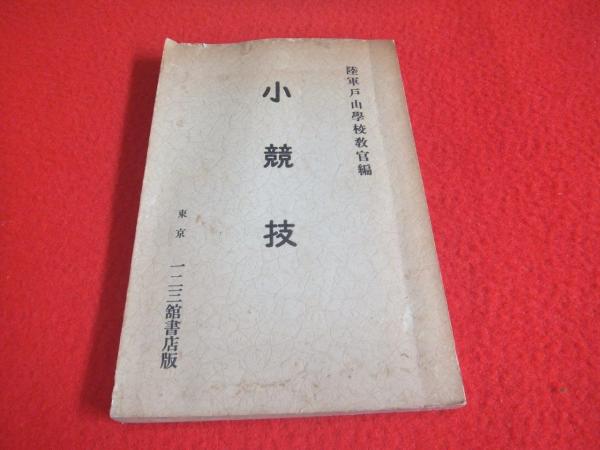 陸軍戸山學校教官編
小競技
東京 一二三舘書店版